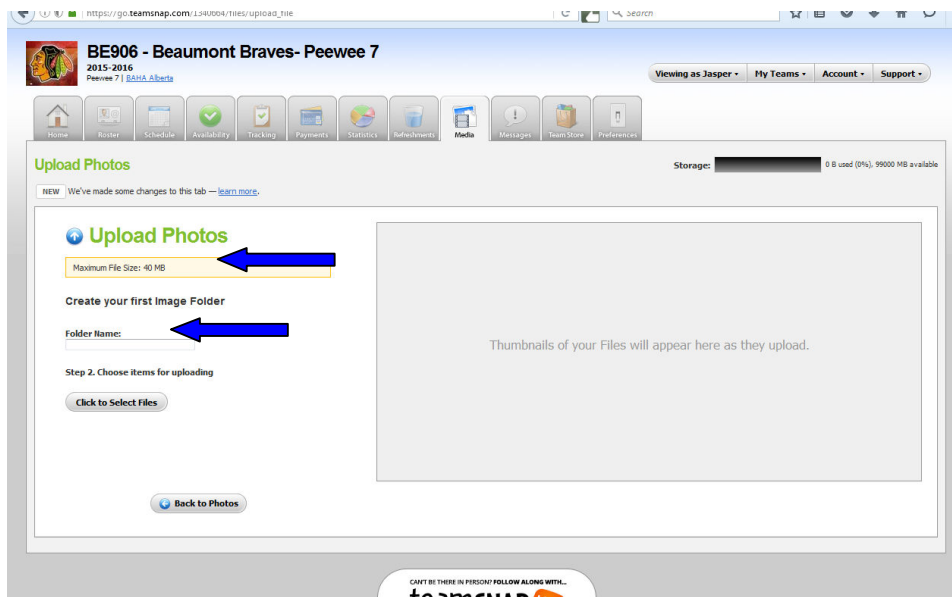 https://go.teamsnap.com/1340664/files/upload_file
Search
BE906 - Beaumont Braves- Peewee 7
2015-2016
Peewee 7 | BAHA Alberta
Viewing as Jasper
My Teams
Account
Support
Home
Roster
Schedule
Availability
Tracking
Payments
Statistics
Refreshments
Media
Messages
Team Store
Preferences
Upload Photos
Storage:
0 B used (0%), 99000 MB available
NEW We've made some changes to this tab — learn more.
Upload Photos
Maximum File Size: 40 MB
Create your first Image Folder
Folder Name:
Step 2. Choose items for uploading
Click to Select Files
Back to Photos
Thumbnails of your Files will appear here as they upload.
CAN'T BE THERE IN PERSON? FOLLOW ALONG WITH...
teamsnap